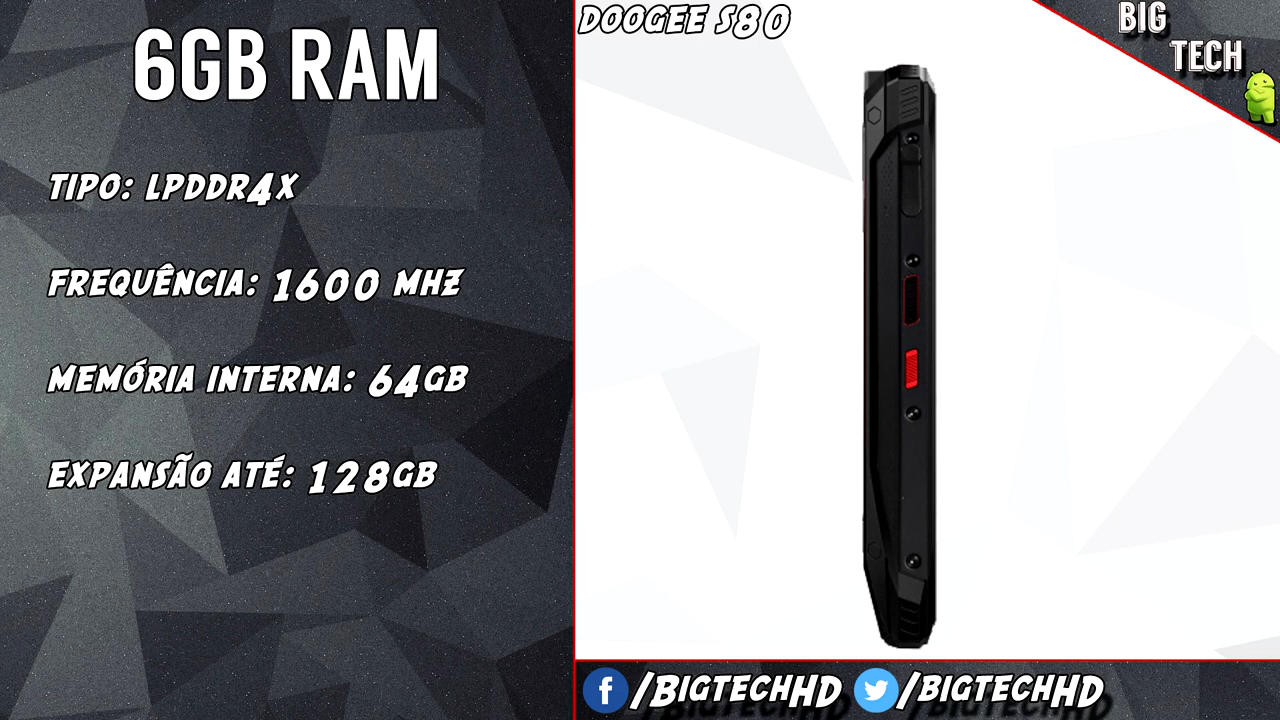 6GB RAM
TIPO: LPDDR4X
FREQUÊNCIA: 1600 MHZ
MEMÓRIA INTERNA: 64GB
EXPANSÃO ATÉ: 128GB
DOOGEE S80
BIG
TECH
/BIGTECHHD
/BIGTECHHD